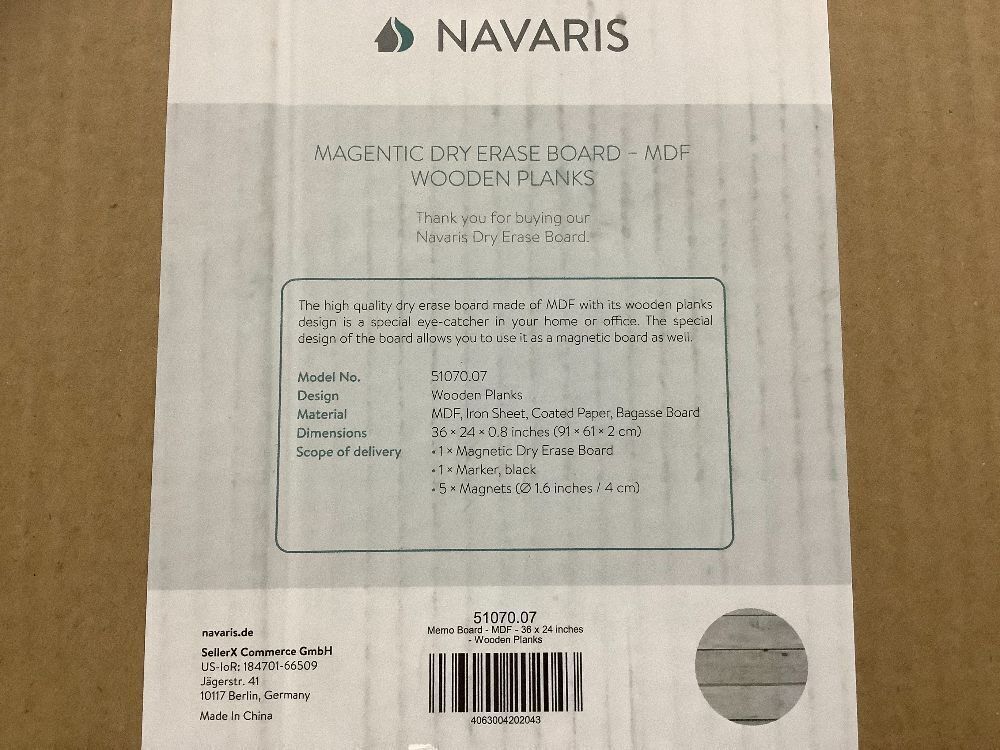 NAVARIS
MAGENTIC DRY ERASE BOARD – MDF
WOODEN PLANKS
Thank you for buying our
Navaris Dry Erase Board.
The high quality dry erase board made of MDF with its wooden planks
design is a special eye-catcher in your home or office. The special
design of the board allows you to use it as a magnetic board as well.
Model No. 51070.07
Design Wooden Planks
Material MDF, Iron Sheet, Coated Paper, Bagasse Board
Dimensions 36 × 24 × 0.8 inches (91 × 61 × 2 cm)
Scope of delivery • 1 × Magnetic Dry Erase Board
• 1 × Marker, black
• 5 × Magnets (Ø 1.6 inches / 4 cm)
navaris.de
SellerX Commerce GmbH
US-IoR: 184701-66509
Jägerstr. 41
10117 Berlin, Germany
Made In China
51070.07
Memo Board - MDF - 36 x 24 inches
- Wooden Planks
4063004202043